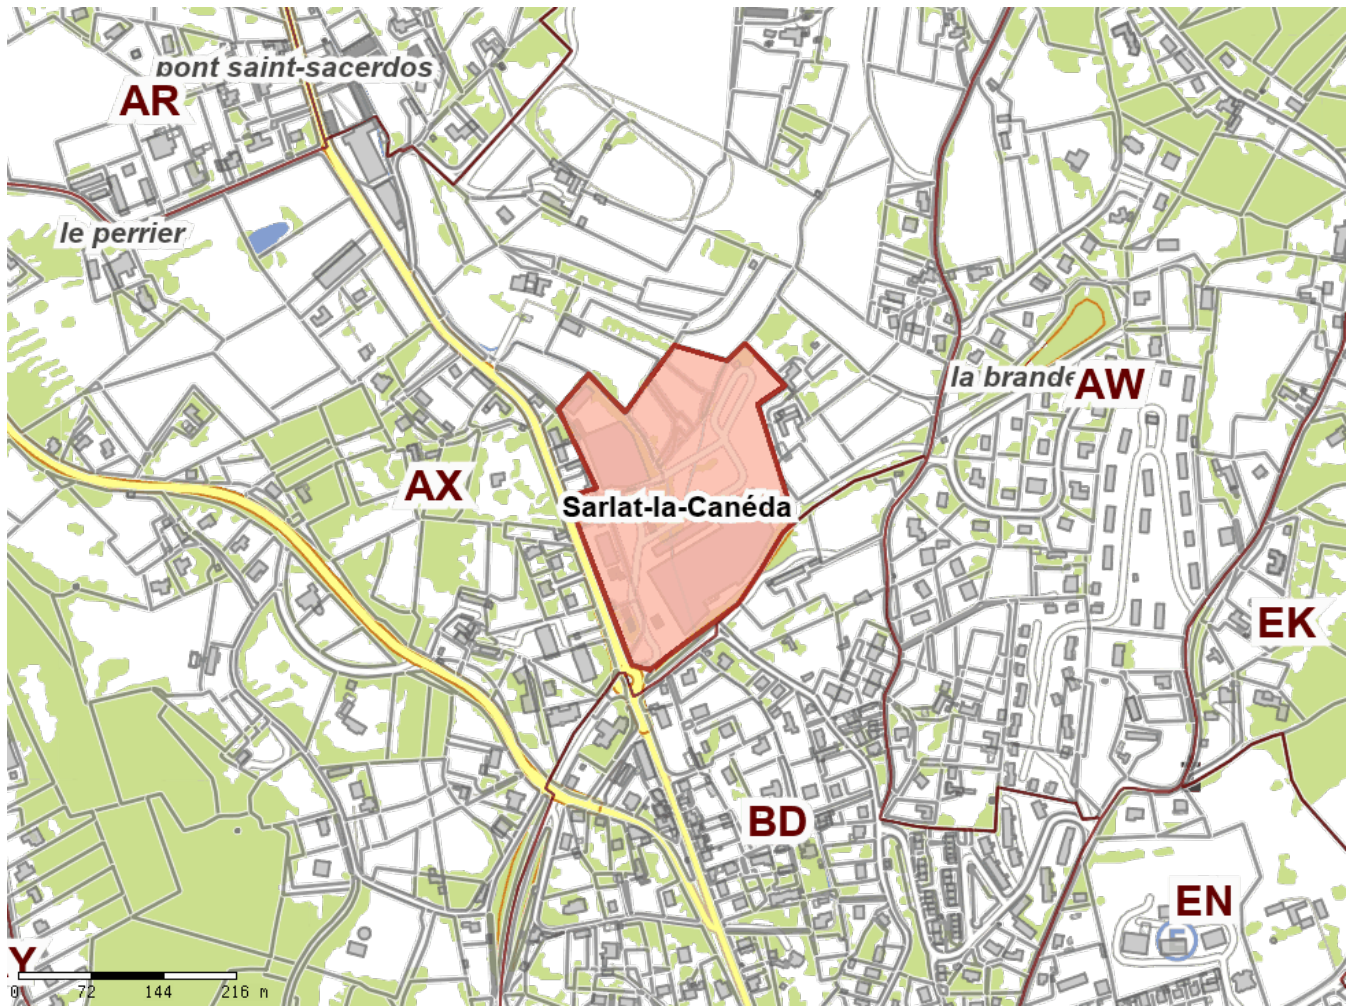 pont saint-sacerdos
AR
le perrier
la brande
AW
AX
Sarlat-la-Canéda
EK
BD
EN
Y
0 72 144 216 m